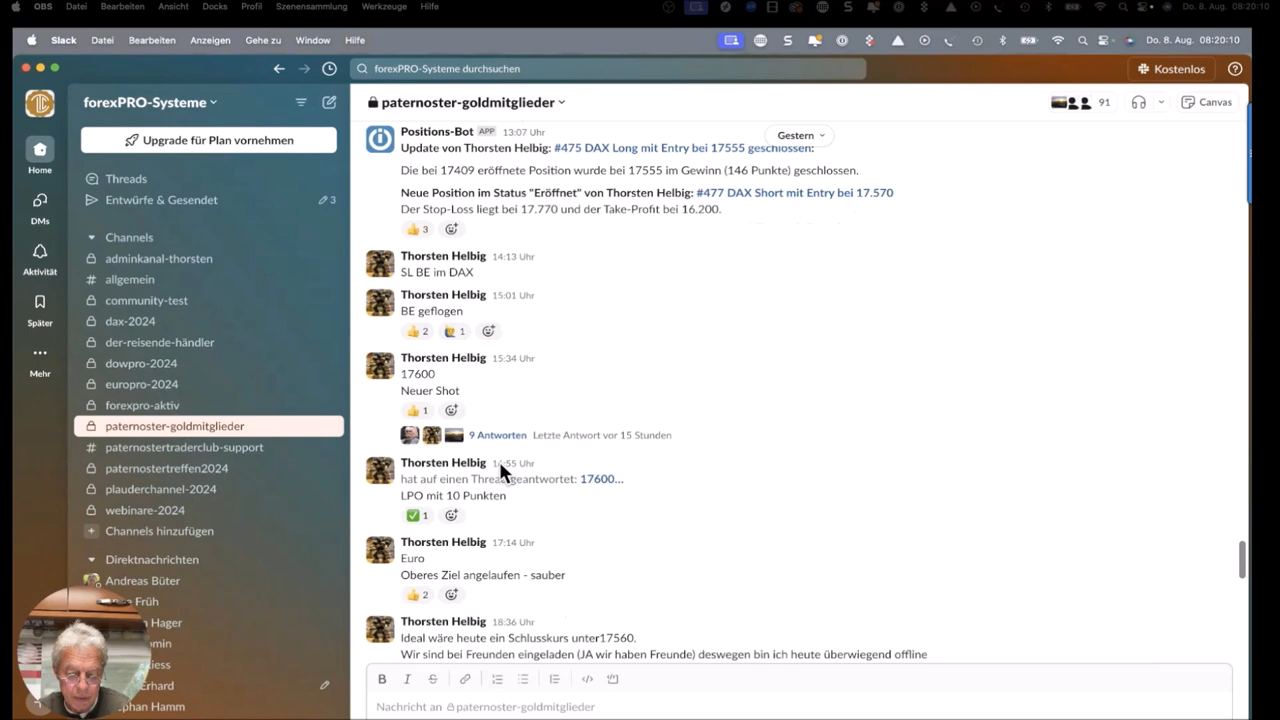 OBS Datei Bearbeiten Ansicht Docks Profil Szenensammlung Werkzeuge Hilfe
Do. 8. Aug. 08:20:10
Slack Datei Bearbeiten Anzeigen Gehe zu Window Hilfe
Do. 8. Aug. 08:20:10
forexPRO-Systeme durchsuchen
Kostenlos
forexPRO-Systeme
Upgrade für Plan vornehmen
Home
DMs
Aktivität
Später
Mehr
Threads
Entwürfe & Gesendet 3
Channels
adminkanal-thorsten
allgemein
community-test
dax-2024
der-reisende-händler
dowpro-2024
europro-2024
forexpro-aktiv
paternoster-goldmitglieder
paternostertraderclub-support
paternostertreffen2024
plauderchannel-2024
webinare-2024
Channels hinzufügen
Direktnachrichten
Andreas Büter
Früh
Hager
Erhard
Hamm
paternoster-goldmitglieder
91
Canvas
Gestern
Positions-Bot APP 13:07 Uhr
Update von Thorsten Helbig: #475 DAX Long mit Entry bei 17555 geschlossen:
Die bei 17409 eröffnete Position wurde bei 17555 im Gewinn (146 Punkte) geschlossen.
Neue Position im Status "Eröffnet" von Thorsten Helbig: #477 DAX Short mit Entry bei 17.570
Der Stop-Loss liegt bei 17.770 und der Take-Profit bei 16.200.
3
Thorsten Helbig 14:13 Uhr
SL BE im DAX
Thorsten Helbig 15:01 Uhr
BE geflogen
2 1
Thorsten Helbig 15:34 Uhr
17600
Neuer Shot
1
9 Antworten Letzte Antwort vor 15 Stunden
Thorsten Helbig :55 Uhr
hat auf einen Thread geantwortet: 17600...
LPO mit 10 Punkten
1
Thorsten Helbig 17:14 Uhr
Euro
Oberes Ziel angelaufen - sauber
2
Thorsten Helbig 18:36 Uhr
Ideal wäre heute ein Schlusskurs unter17560.
Wir sind bei Freunden eingeladen (JA wir haben Freunde) deswegen bin ich heute überwiegend offline
Nachricht an paternoster-goldmitglieder